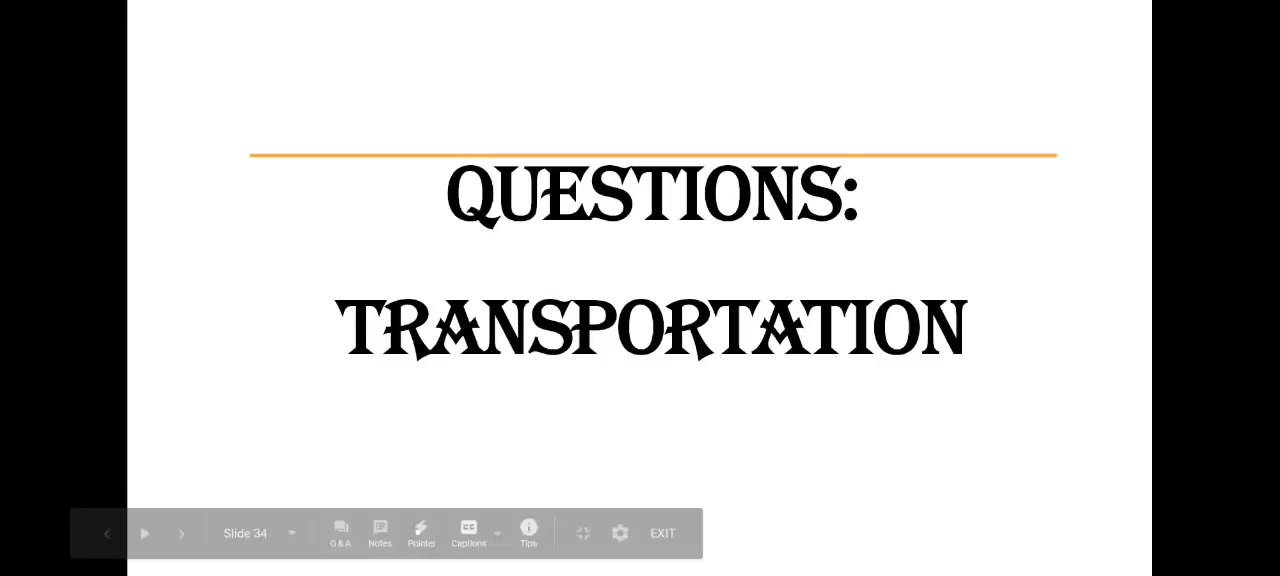 QUESTIONS:
TRANSPORTATION
Slide 34
Q & A Notes Pointer Captions Tips EXIT